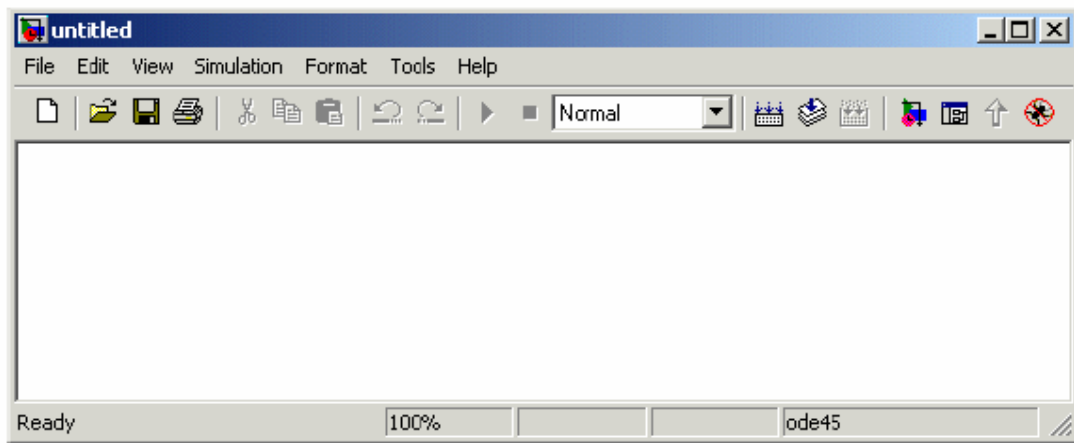 untitled
File Edit View Simulation Format Tools Help
Normal
Ready 100% ode45